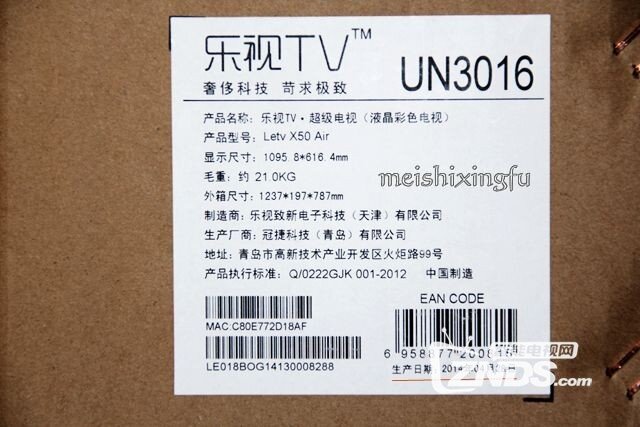 乐视TV™
UN3016
奢侈科技 苛求极致
产品名称: 乐视TV·超级电视(液晶彩色电视)
产品型号: Letv X50 Air
显示尺寸: 1095.8*616.4mm
毛重: 约 21.0KG
meishixingfu
外箱尺寸: 1237*197*787mm
制造商: 乐视致新电子科技(天津)有限公司
生产厂商: 冠捷科技(青岛)有限公司
地址: 青岛市高新技术产业开发区火炬路99号
产品执行标准: Q/0222GJK 001-2012 中国制造
EAN CODE
MAC:C80E772D18AF
LE018BOG14130008288
生产日期:
ZNDS.com